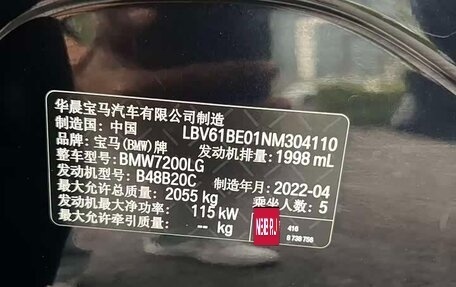 华晨宝马汽车有限公司制造
制造国：中国 LBV61BE01NM304110
品牌：宝马(BMW)牌 发动机排量：1998 mL
整车型号：BMW7200LG
发动机型号：B48B20C 制造年月：2022-04
最大允许总质量：2055 kg 乘坐人数：5
发动机最大净功率：115 kW
最大允许牵引质量：-- kg
416
8 738 756